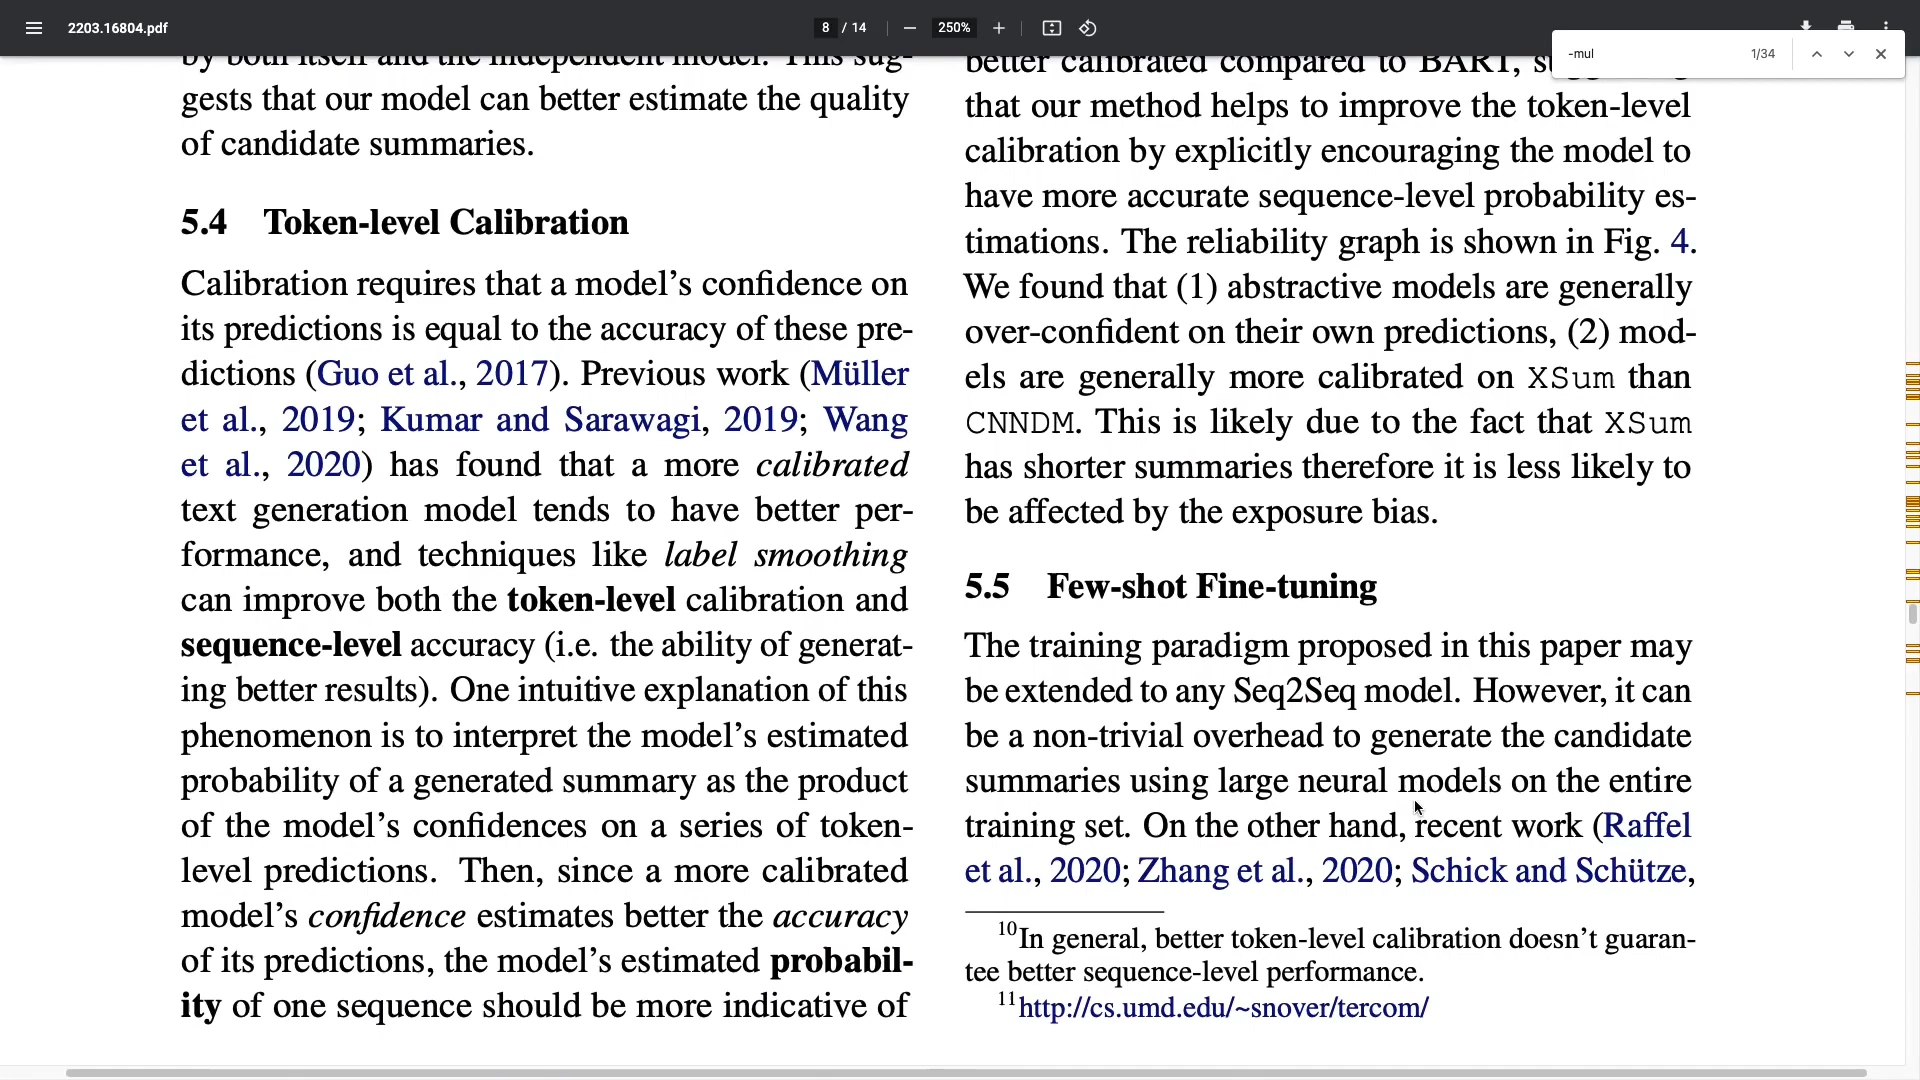 2203.16804.pdf
8 / 14
250%
-mul
1/34
by both itself and the independent model. This sug-
gests that our model can better estimate the quality
of candidate summaries.
5.4 Token-level Calibration
Calibration requires that a model’s confidence on
its predictions is equal to the accuracy of these pre-
dictions (Guo et al., 2017). Previous work (Müller
et al., 2019; Kumar and Sarawagi, 2019; Wang
et al., 2020) has found that a more calibrated
text generation model tends to have better per-
formance, and techniques like label smoothing
can improve both the token-level calibration and
sequence-level accuracy (i.e. the ability of generat-
ing better results). One intuitive explanation of this
phenomenon is to interpret the model’s estimated
probability of a generated summary as the product
of the model’s confidences on a series of token-
level predictions. Then, since a more calibrated
model’s confidence estimates better the accuracy
of its predictions, the model’s estimated probabil-
ity of one sequence should be more indicative of
better calibrated compared to BART,
that our method helps to improve the token-level
calibration by explicitly encouraging the model to
have more accurate sequence-level probability es-
timations. The reliability graph is shown in Fig. 4.
We found that (1) abstractive models are generally
over-confident on their own predictions, (2) mod-
els are generally more calibrated on XSum than
CNNDM. This is likely due to the fact that XSum
has shorter summaries therefore it is less likely to
be affected by the exposure bias.
5.5 Few-shot Fine-tuning
The training paradigm proposed in this paper may
be extended to any Seq2Seq model. However, it can
be a non-trivial overhead to generate the candidate
summaries using large neural models on the entire
training set. On the other hand, recent work (Raffel
et al., 2020; Zhang et al., 2020; Schick and Schütze,
10In general, better token-level calibration doesn’t guaran-
tee better sequence-level performance.
11http://cs.umd.edu/~snover/tercom/